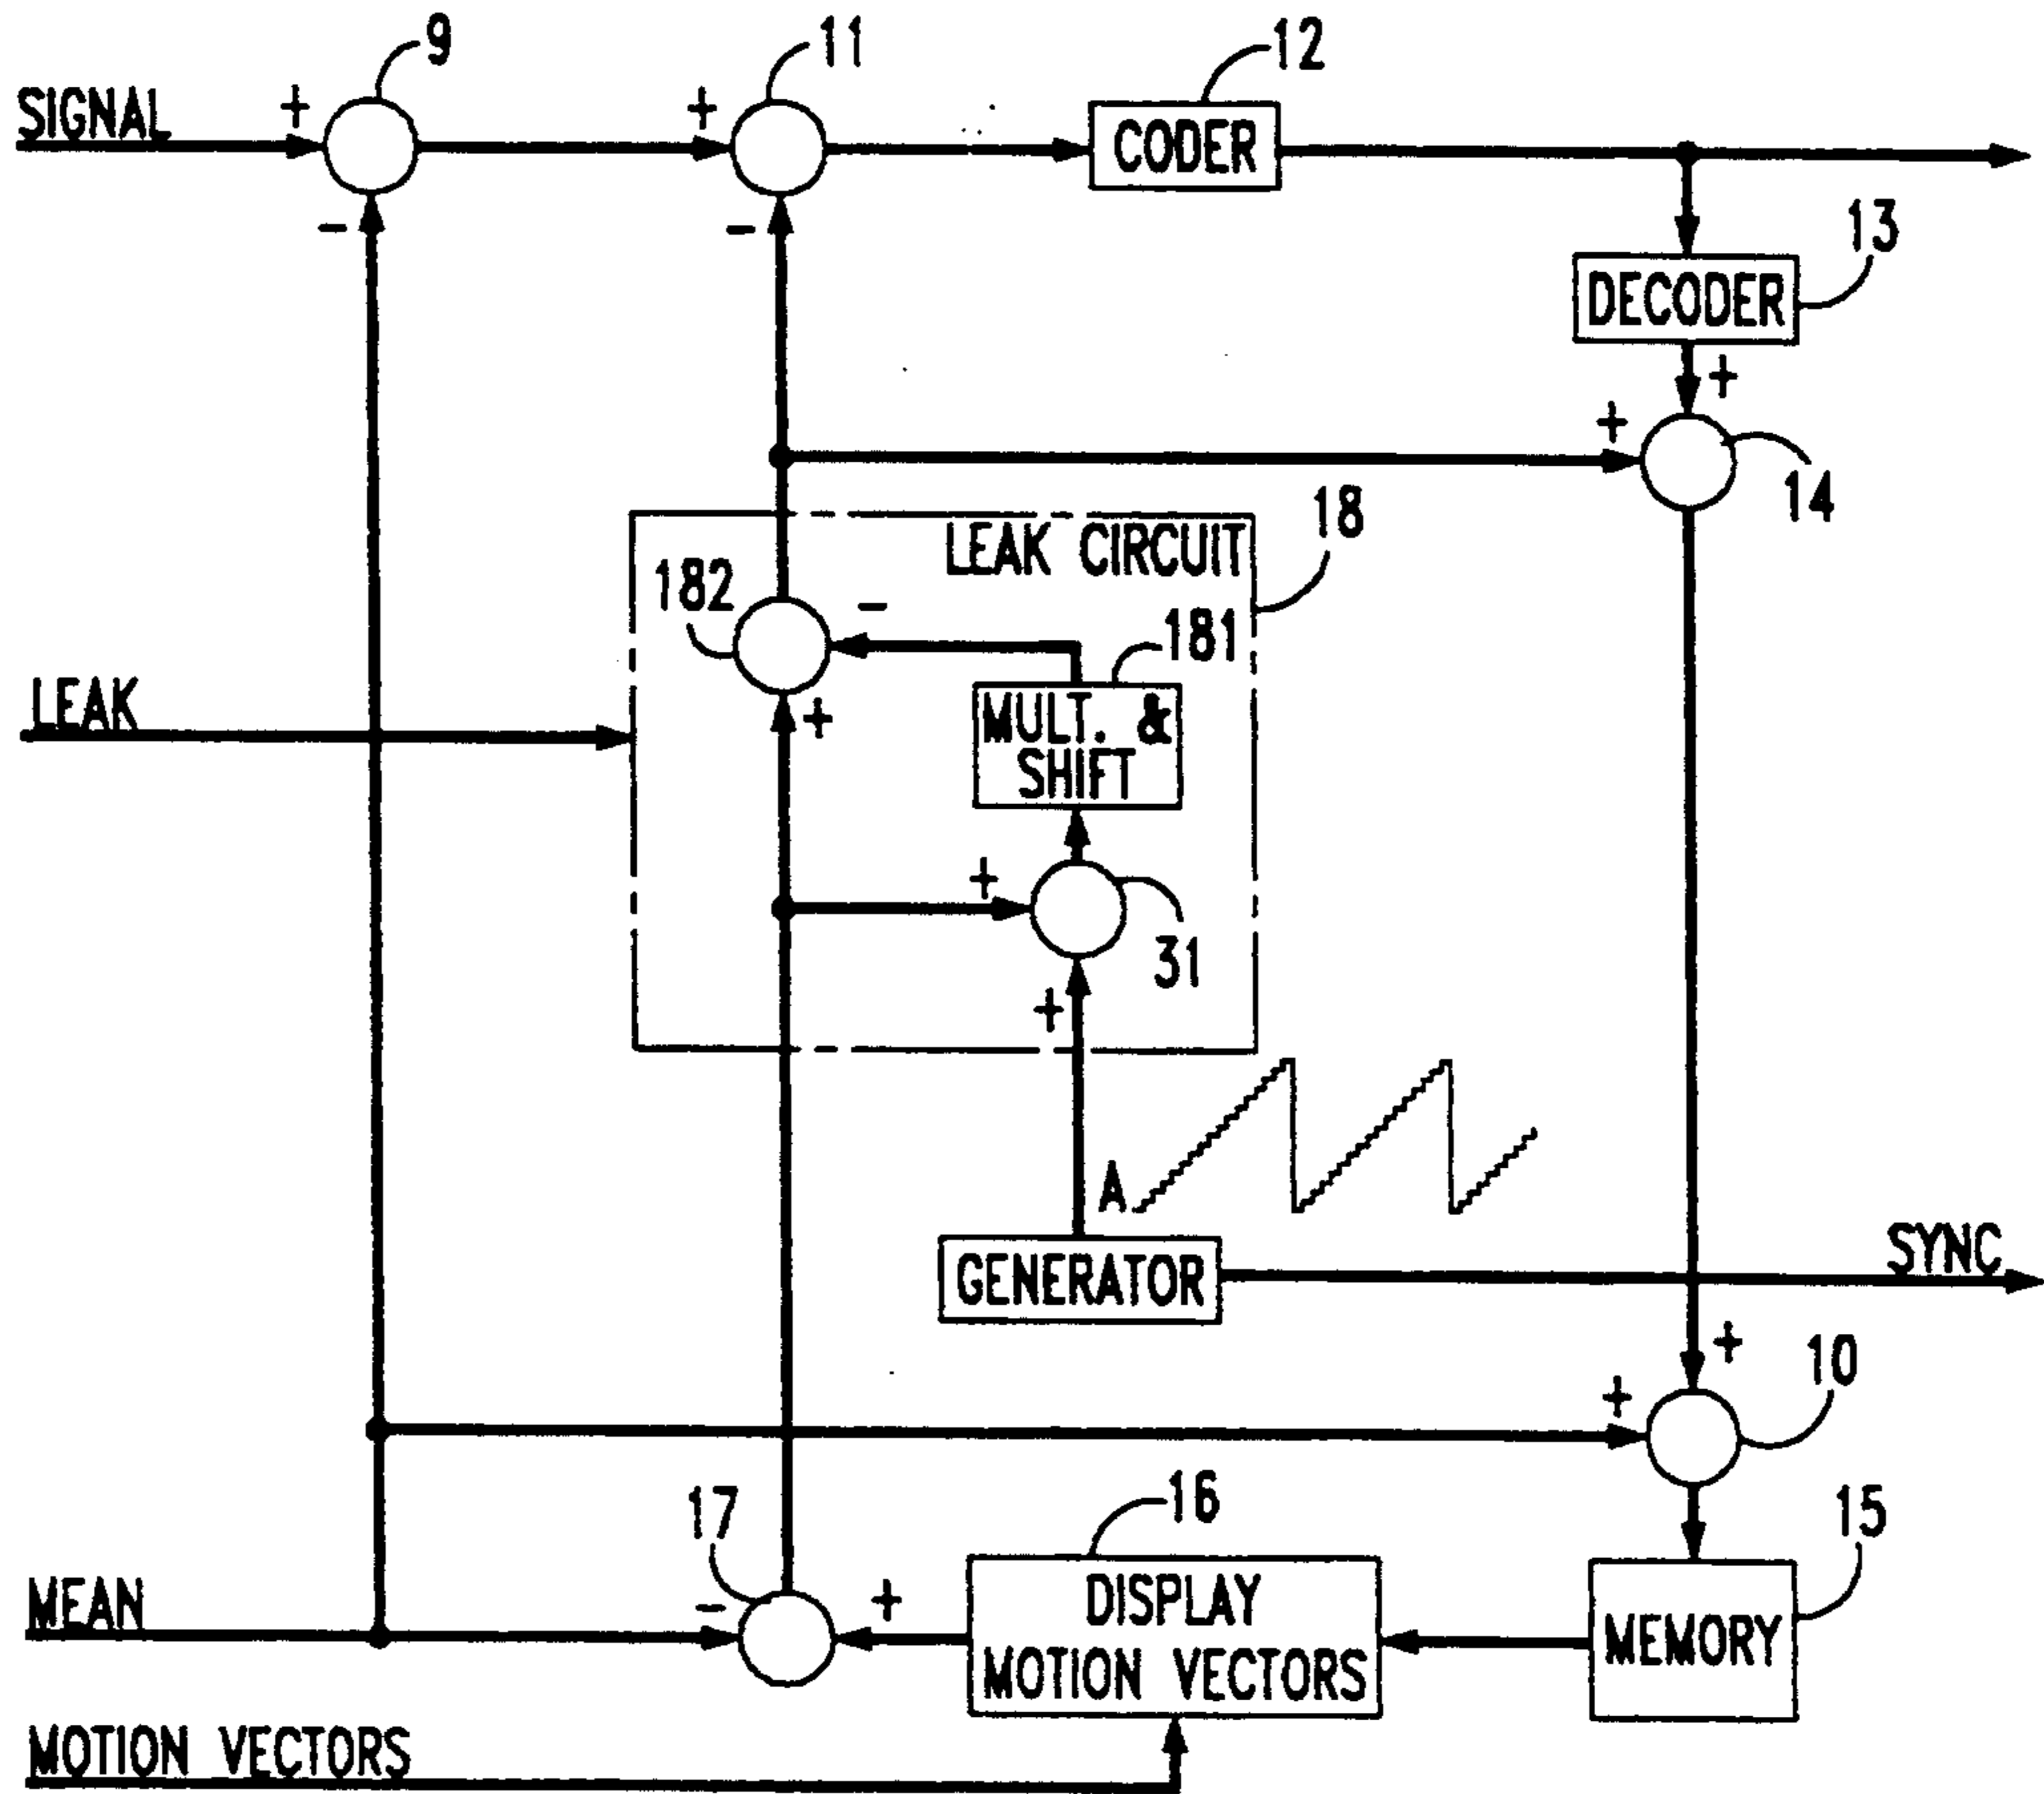 9
11
12
SIGNAL
+
+
CODER
-
-
13
DECODER
+
+
14
18
LEAK CIRCUIT
182
-
181
LEAK
+
MULT. &
SHIFT
+
31
+
A
GENERATOR
SYNC
+
10
+
17
16
15
MEAN
-
+
DISPLAY
MOTION VECTORS
MEMORY
MOTION VECTORS